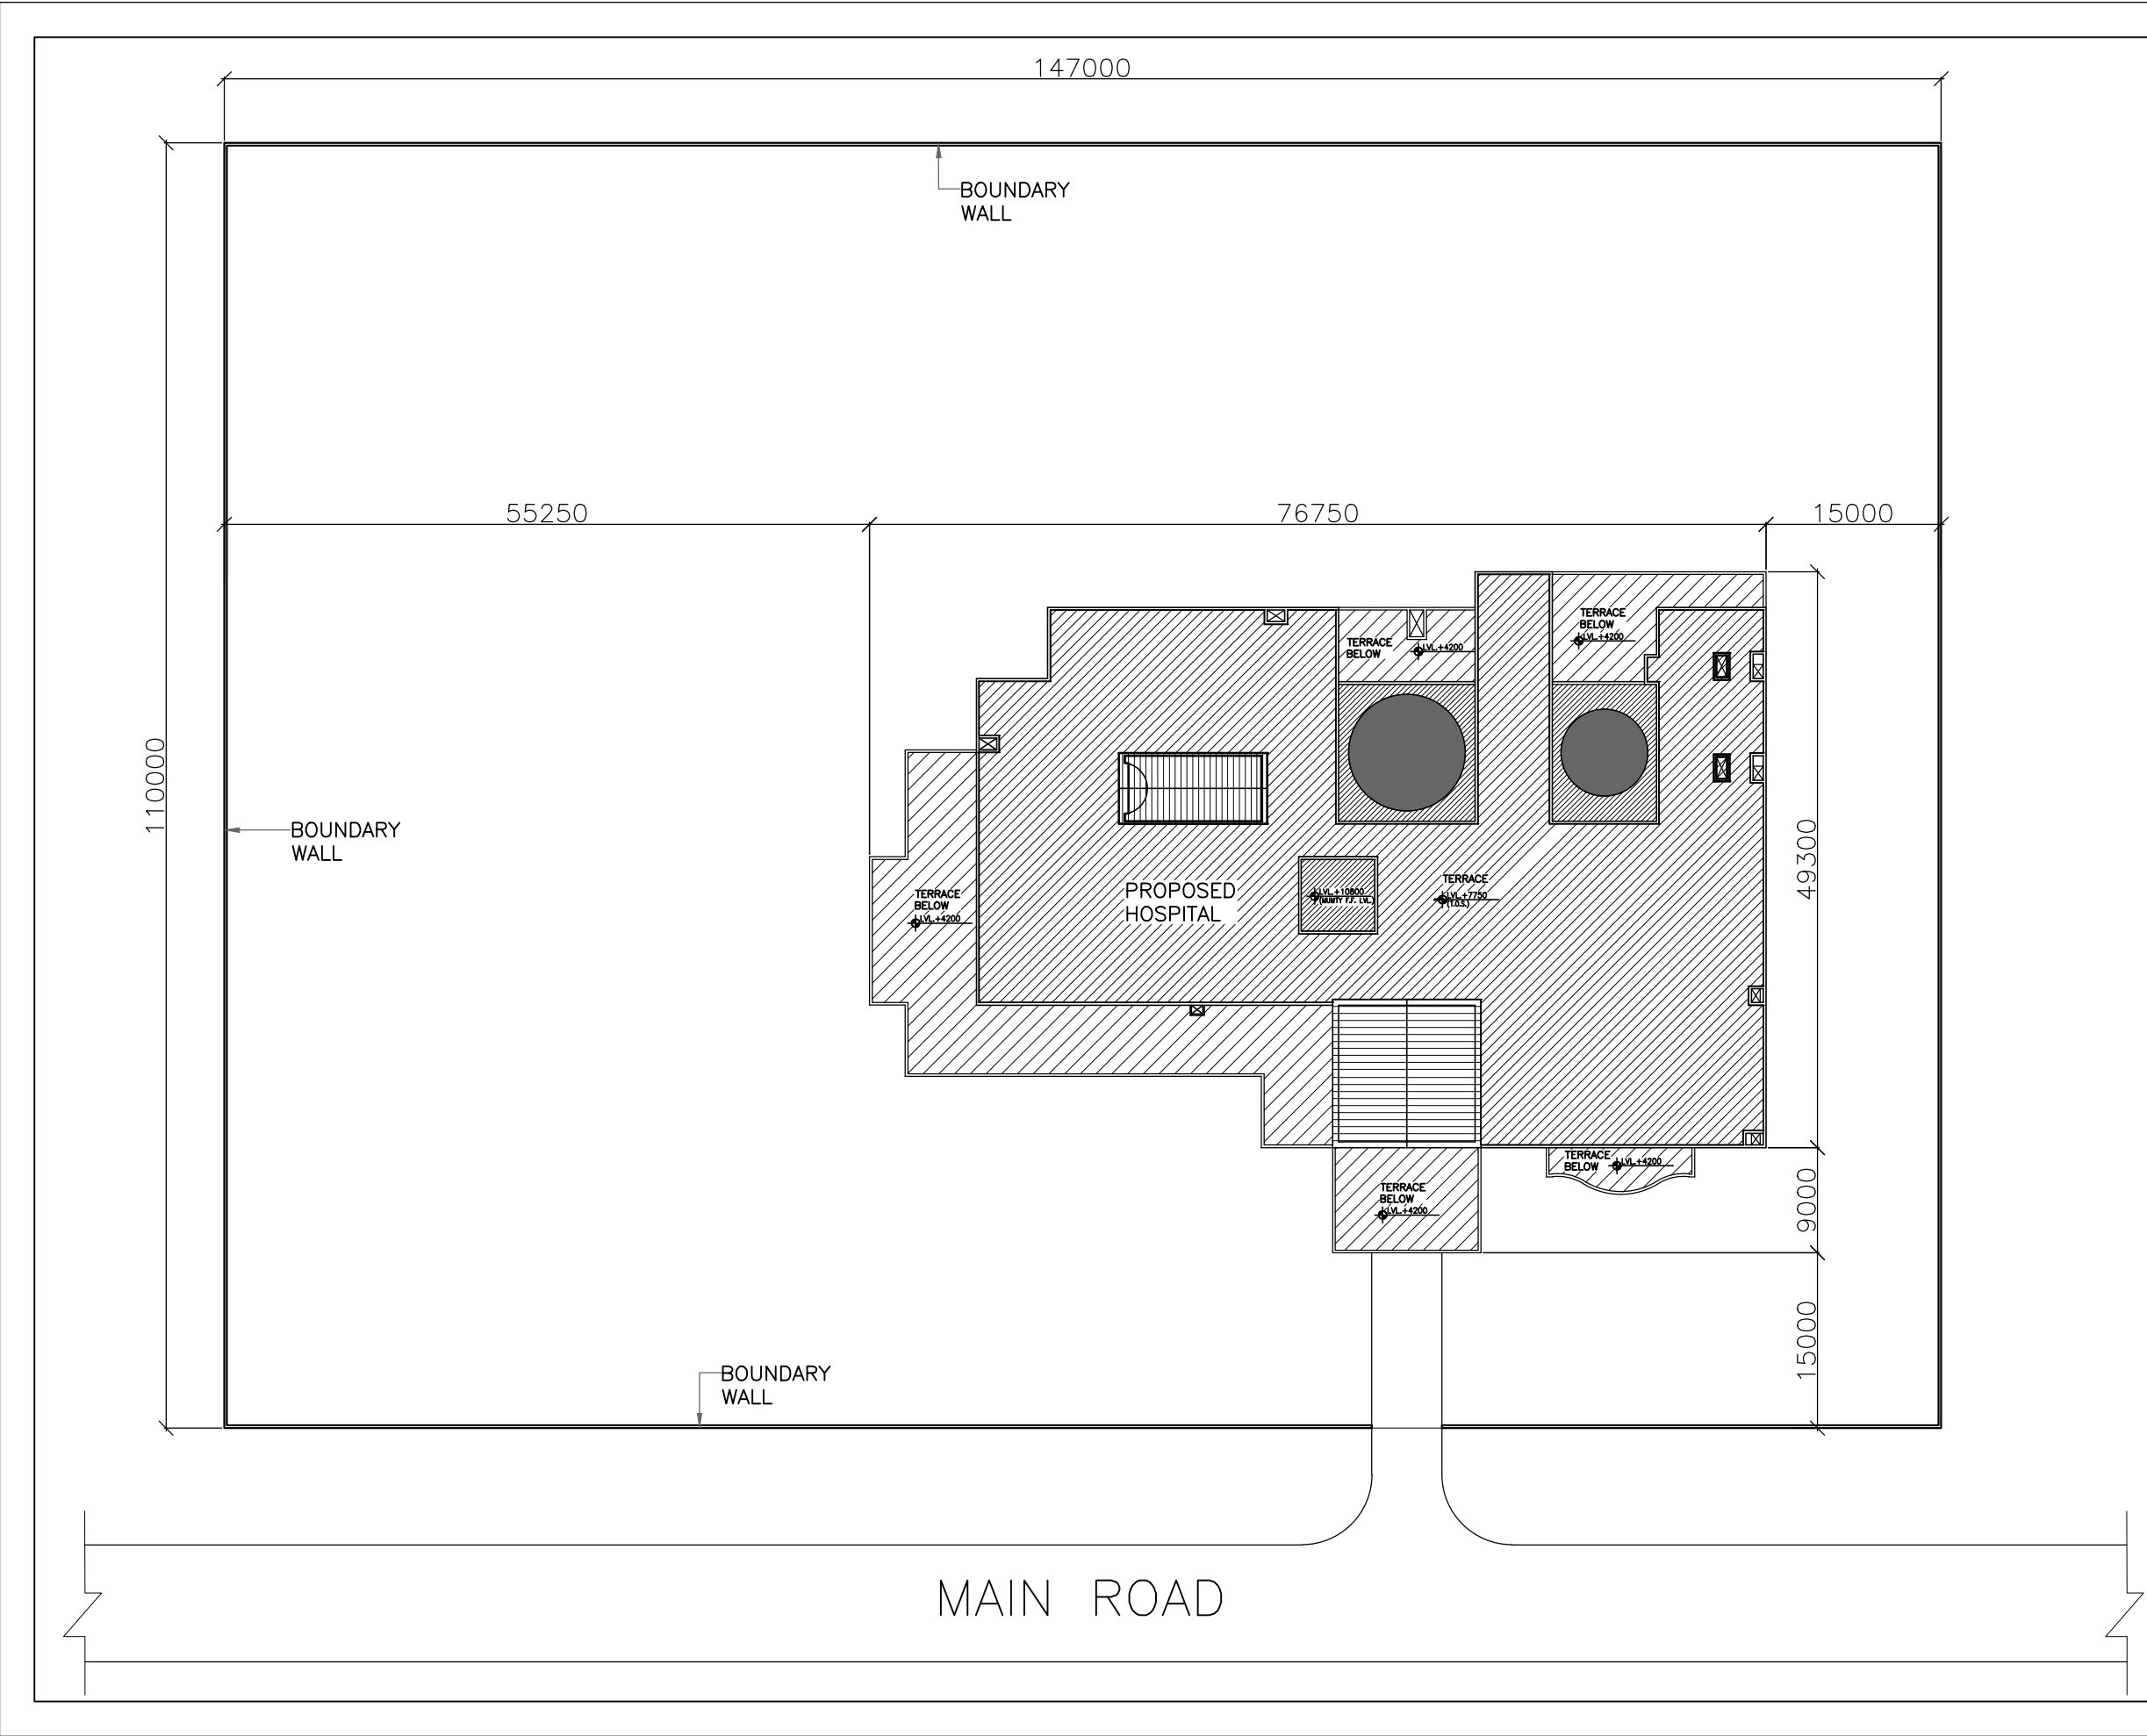 147000
BOUNDARY
WALL
55250
76750
15000
TERRACE
BELOW
LVL.+4200
TERRACE
BELOW
LVL.+4200
110000
BOUNDARY
WALL
49300
PROPOSED
HOSPITAL
TERRACE
BELOW
LVL.+4200
LVL.+10800
(MUMTY F.F. LVL.)
TERRACE
LVL.+7750
(T.O.S.)
TERRACE
BELOW
LVL.+4200
TERRACE
BELOW
LVL.+4200
9000
15000
BOUNDARY
WALL
MAIN ROAD